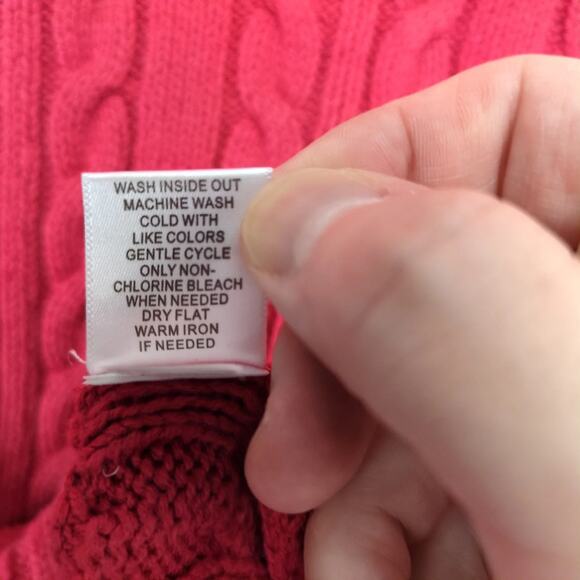 WASH INSIDE OUT
MACHINE WASH
COLD WITH
LIKE COLORS
GENTLE CYCLE
ONLY NON-
CHLORINE BLEACH
WHEN NEEDED
DRY FLAT
WARM IRON
IF NEEDED